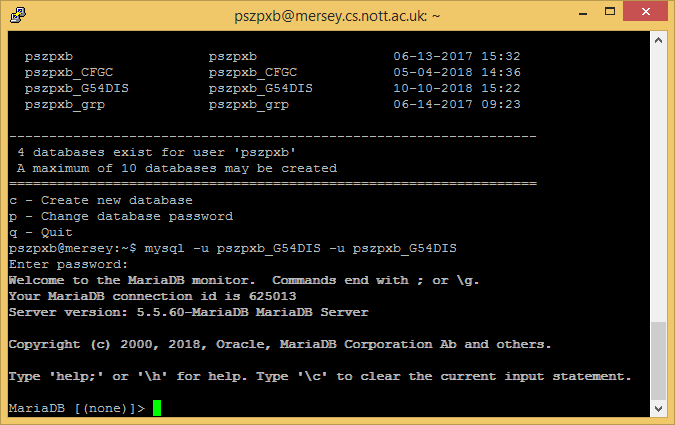 pszpxb@mersey.cs.nott.ac.uk: ~
pszpxb pszpxb 06-13-2017 15:32
pszpxb_CFGC pszpxb_CFGC 05-04-2018 14:36
pszpxb_G54DIS pszpxb_G54DIS 10-10-2018 15:22
pszpxb_grp pszpxb_grp 06-14-2017 09:23
------------------------------------------------------------------
4 databases exist for user 'pszpxb'
A maximum of 10 databases may be created
==================================================================
c - Create new database
p - Change database password
q - Quit
pszpxb@mersey:~$ mysql -u pszpxb_G54DIS -u pszpxb_G54DIS
Enter password:
Welcome to the MariaDB monitor.  Commands end with ; or \g.
Your MariaDB connection id is 625013
Server version: 5.5.60-MariaDB MariaDB Server
Copyright (c) 2000, 2018, Oracle, MariaDB Corporation Ab and others.
Type 'help;' or '\h' for help. Type '\c' to clear the current input statement.
MariaDB [(none)]>